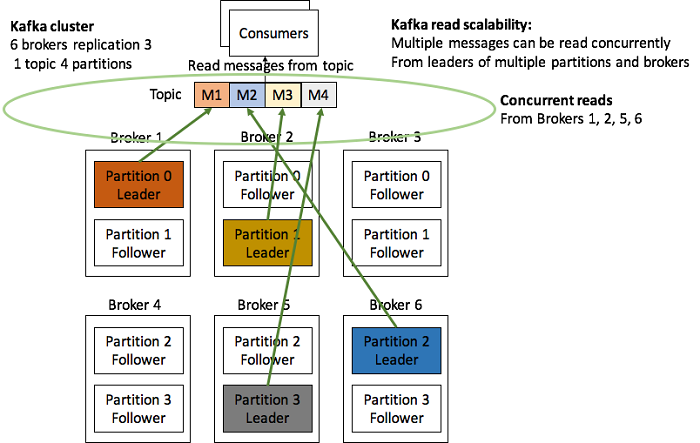 Kafka cluster
6 brokers replication 3
1 topic 4 partitions
Consumers
Read messages from topic
Kafka read scalability:
Multiple messages can be read concurrently
From leaders of multiple partitions and brokers
Topic M1 M2 M3 M4
Concurrent reads
From Brokers 1, 2, 5, 6
Broker 1 Broker 2 Broker 3
Partition 0 Partition 0 Partition 0
Leader Follower Follower
Partition 1 Partition 1 Partition 1
Follower Leader Follower
Broker 4 Broker 5 Broker 6
Partition 2 Partition 2 Partition 2
Follower Follower Leader
Partition 3 Partition 3 Partition 3
Follower Leader Follower